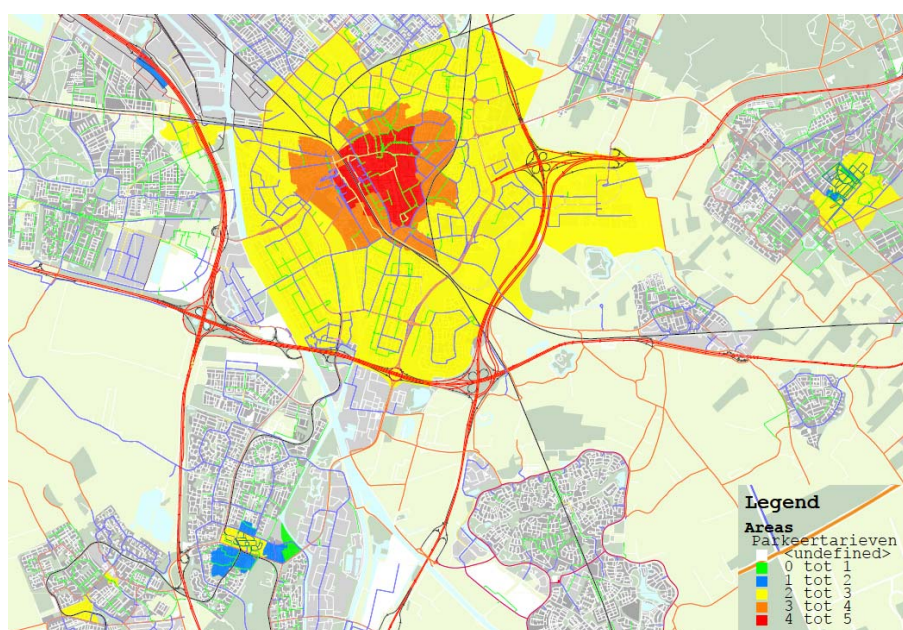 Legend
Areas
Parkeertarieven
<undefined>
0 tot 1
1 tot 2
2 tot 3
3 tot 4
4 tot 5